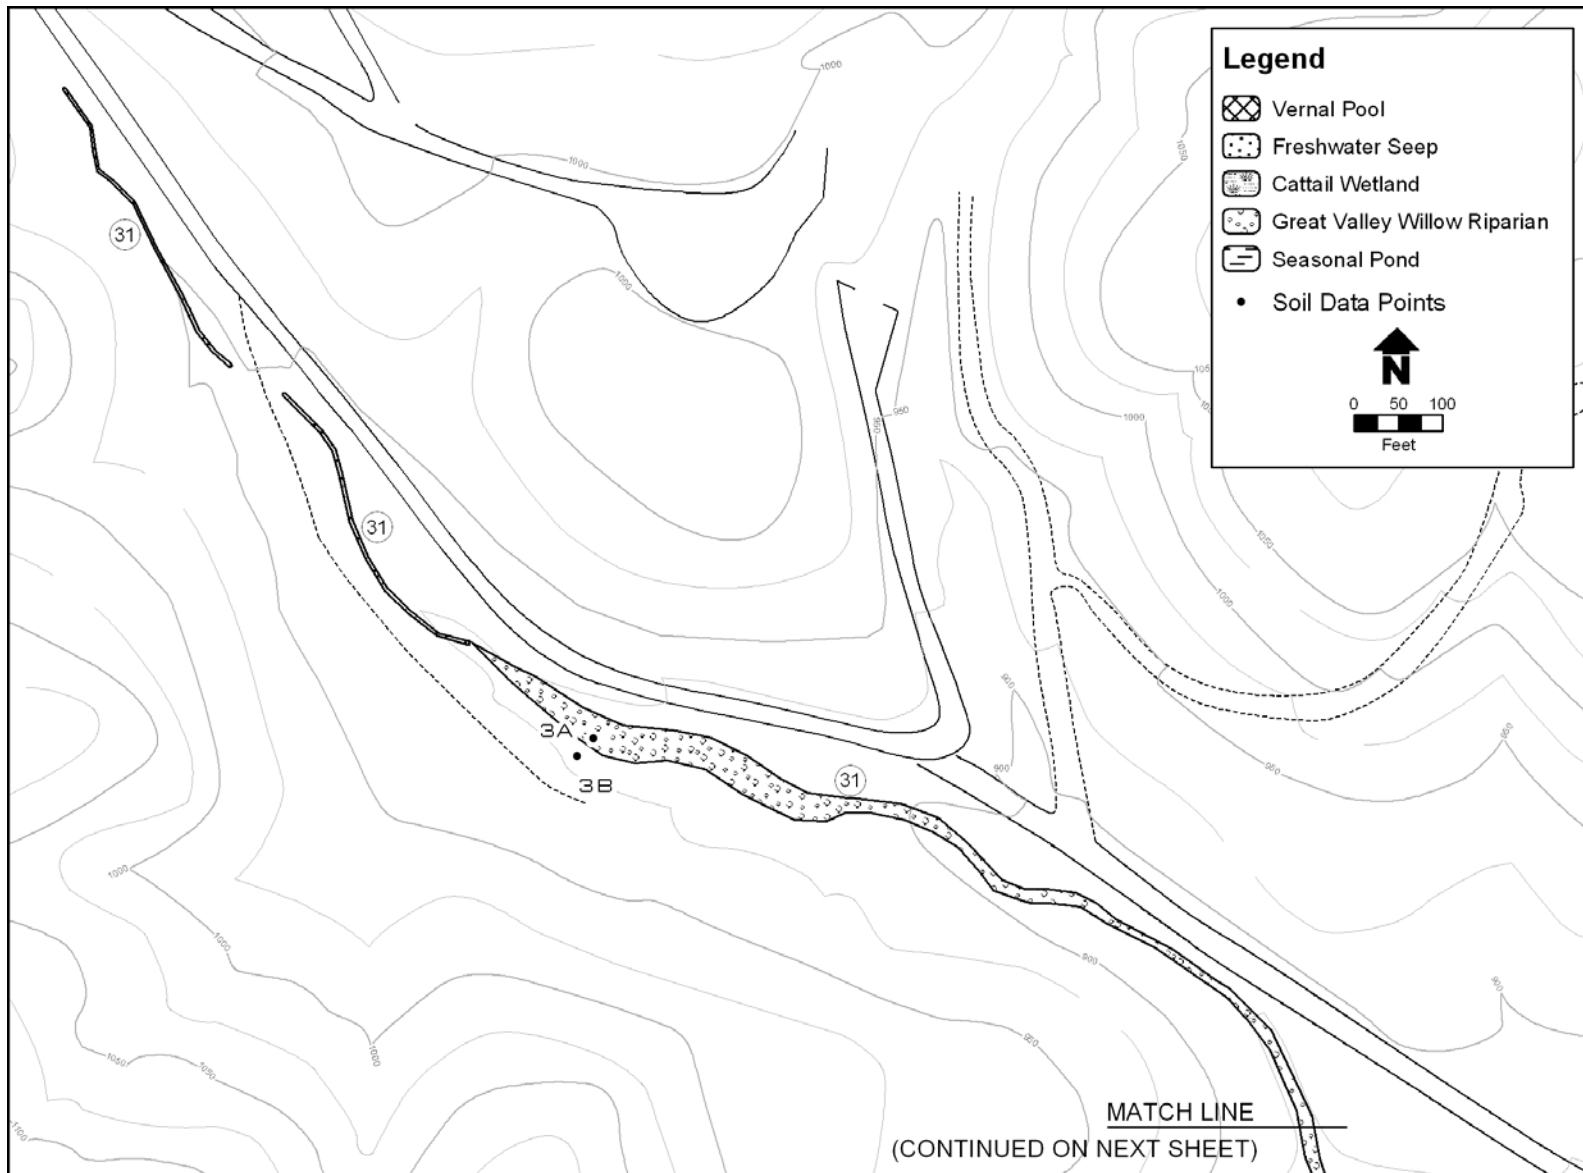 Legend
Vernal Pool
Freshwater Seep
Cattail Wetland
Great Valley Willow Riparian
Seasonal Pond
Soil Data Points
N
0 50 100
Feet
1000
1000
1050
31
1000
1000
950
950
31
1050
1000
900
950
950
3A
3B
31
900
1000
1000
900
900
1050
1050
1000
950
1100
MATCH LINE
(CONTINUED ON NEXT SHEET)